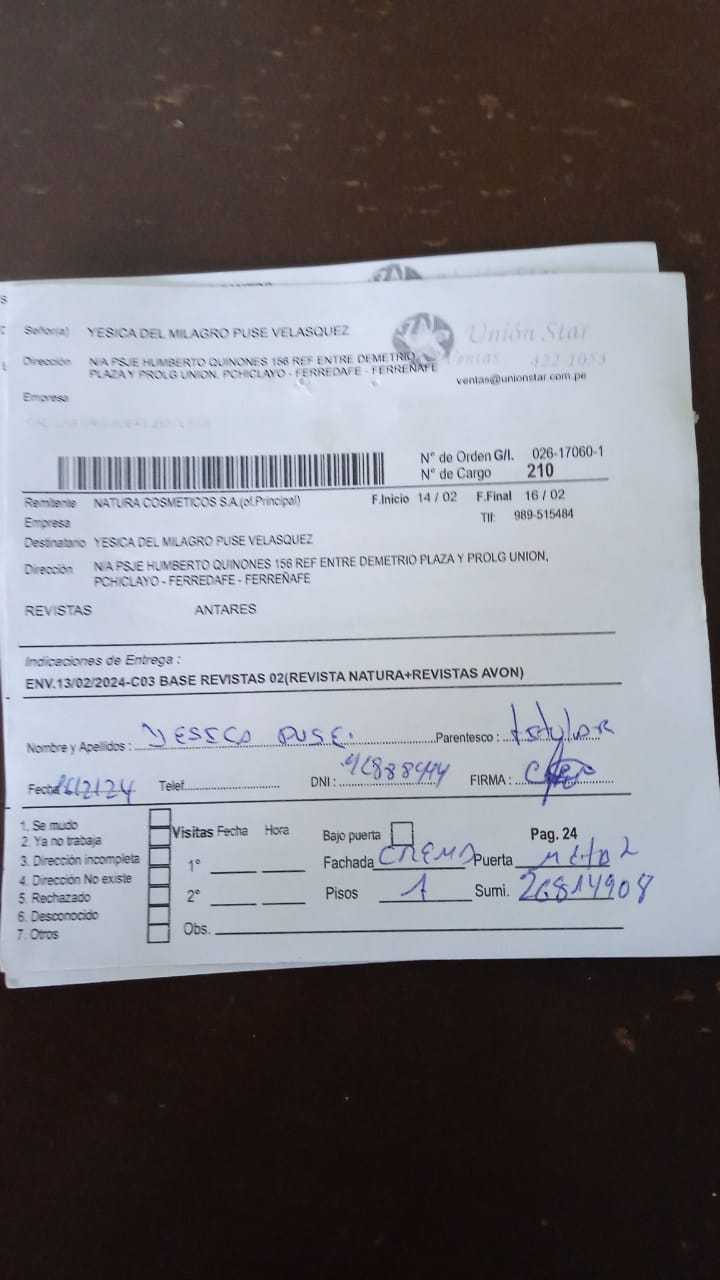 Unión Star
Ventas 422-1053
ventas@unionstar.com.pe
Señor(a) YESICA DEL MILAGRO PUSE VELASQUEZ
Dirección N/A PSJE HUMBERTO QUINONES 156 REF ENTRE DEMETRIO
PLAZA Y PROLG UNION, PCHICLAYO - FERREDAFE - FERREÑAFE
Empresa
N° de Orden G/I. 026-17060-1
N° de Cargo 210
Remitente NATURA COSMETICOS S.A.(of.Principal) F.Inicio 14 / 02 F.Final 16 / 02
Empresa Tlf: 989-515484
Destinatario YESICA DEL MILAGRO PUSE VELASQUEZ
Dirección N/A PSJE HUMBERTO QUINONES 156 REF ENTRE DEMETRIO PLAZA Y PROLG UNION,
PCHICLAYO - FERREDAFE - FERREÑAFE
REVISTAS ANTARES
Indicaciones de Entrega :
ENV.13/02/2024-C03 BASE REVISTAS 02(REVISTA NATURA+REVISTAS AVON)
Nombre y Apellidos : YESICA PUSE. Parentesco : titular
Fecha 16/2/24 Telef. DNI : FIRMA :
1. Se mudo
2. Ya no trabaja
3. Dirección incompleta
4. Dirección No existe
5. Rechazado
6. Desconocido
7. Otros
Visitas Fecha Hora
1°
2°
Obs.
Bajo puerta Pag. 24
Fachada CREMA Puerta METAL
Pisos 1 Sumi. 26814908